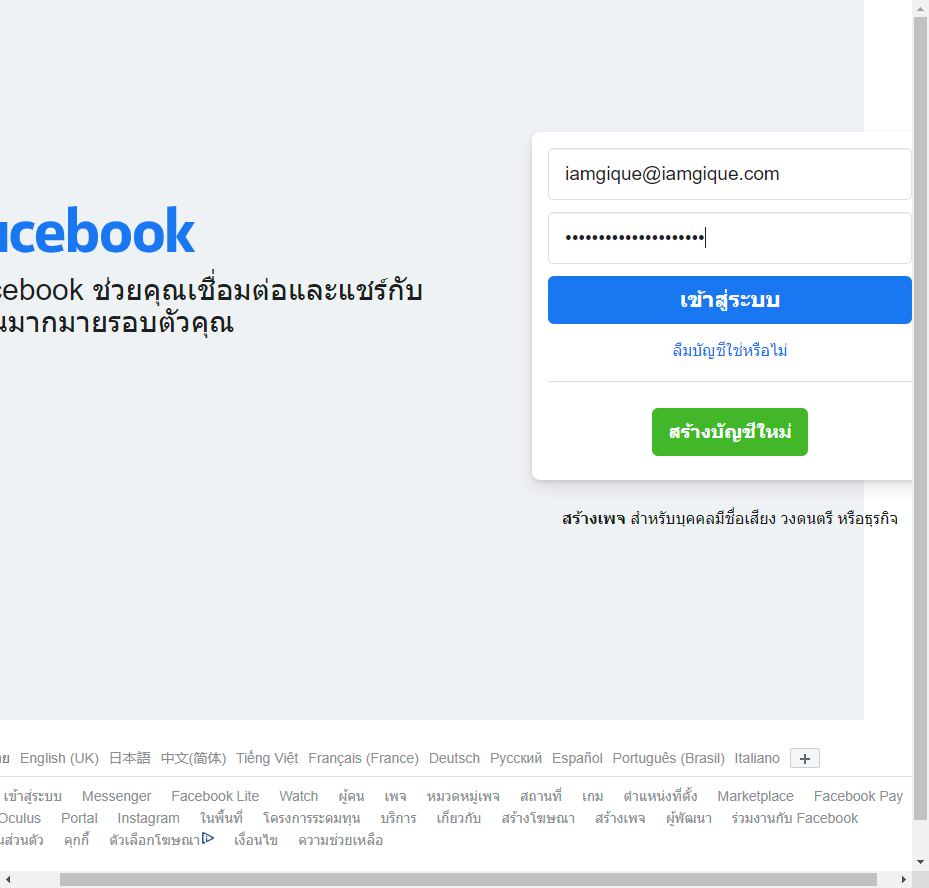 iamgique@iamgique.com
•••••••••••••••••••••
acebook
cebook ช่วยคุณเชื่อมต่อและแชร์กับ
นมากมายรอบตัวคุณ
เข้าสู่ระบบ
ลืมบัญชีใช่หรือไม่
สร้างบัญชีใหม่
สร้างเพจ สำหรับบุคคลมีชื่อเสียง วงดนตรี หรือธุรกิจ
ย English (UK) 日本語 中文(简体) Tiếng Việt Français (France) Deutsch Русский Español Português (Brasil) Italiano +
เข้าสู่ระบบ Messenger Facebook Lite Watch ผู้คน เพจ หมวดหมู่เพจ สถานที่ เกม ตำแหน่งที่ตั้ง Marketplace Facebook Pay
Oculus Portal Instagram ในพื้นที่ โครงการระดมทุน บริการ เกี่ยวกับ สร้างโฆษณา สร้างเพจ ผู้พัฒนา ร่วมงานกับ Facebook
นส่วนตัว คุกกี้ ตัวเลือกโฆษณา เงื่อนไข ความช่วยเหลือ